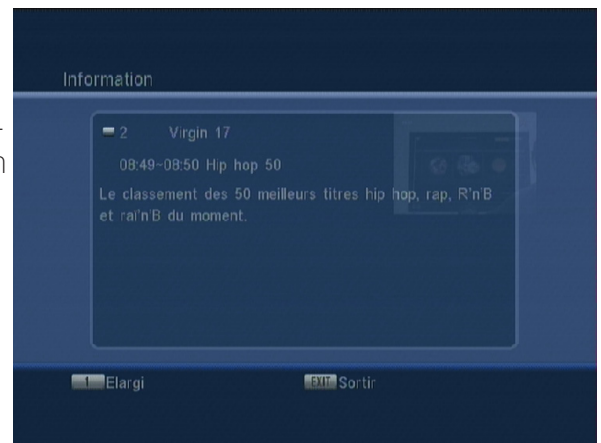 Information
2 Virgin 17
08:49~08:50 Hip hop 50
Le classement des 50 meilleurs titres hip hop, rap, R'n'B
et raï'n'B du moment.
1 Elargi
EXIT Sortir